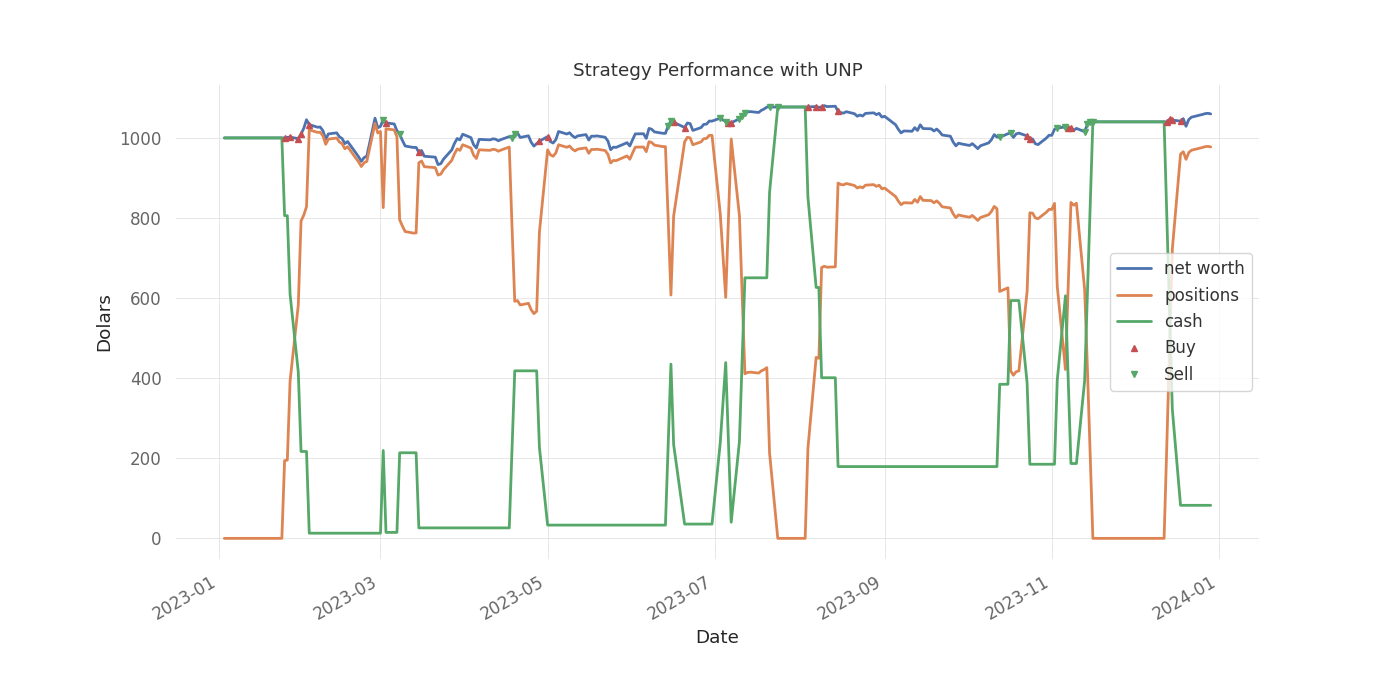 Strategy Performance with UNP
Dolars
1000
800
600
400
200
0
net worth
positions
cash
Buy
Sell
2023-01
2023-03
2023-05
2023-07
2023-09
2023-11
2024-01
Date